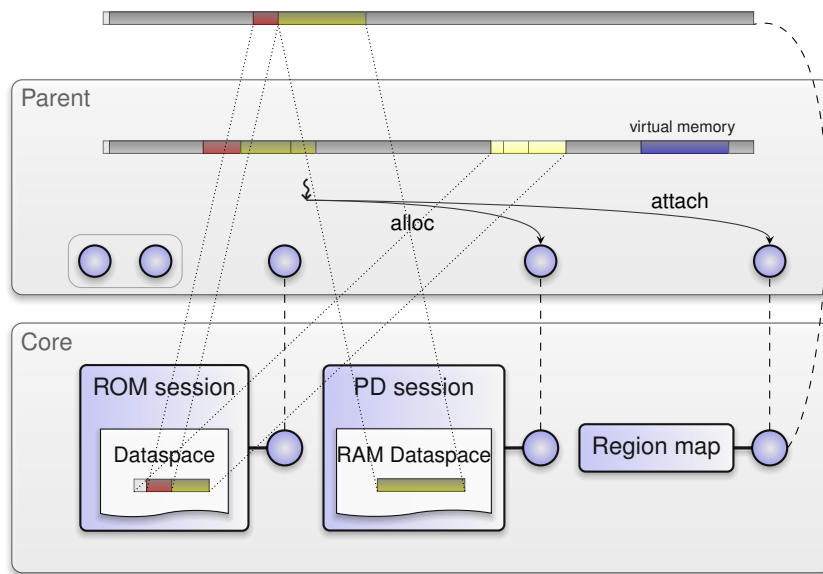 Parent
virtual memory
attach
alloc
Core
ROM session
PD session
Dataspace
RAM Dataspace
Region map